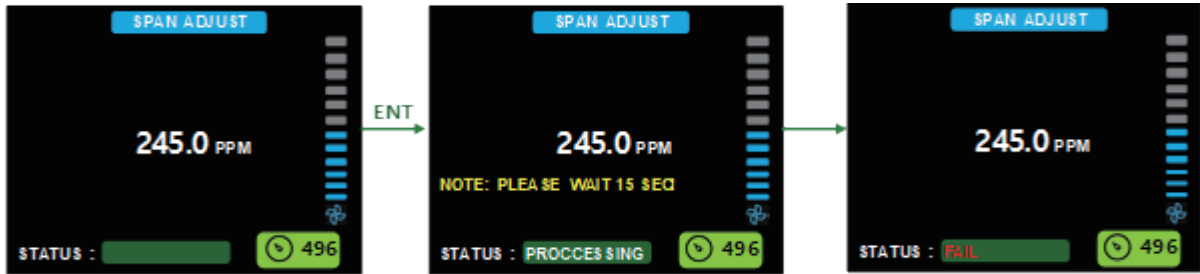 SPAN ADJUST
245.0 PPM
STATUS :
496
ENT
SPAN ADJUST
245.0 PPM
NOTE: PLEASE WAIT 15 SEC
STATUS : PROCCESSING
496
SPAN ADJUST
245.0 PPM
STATUS : FAIL
496